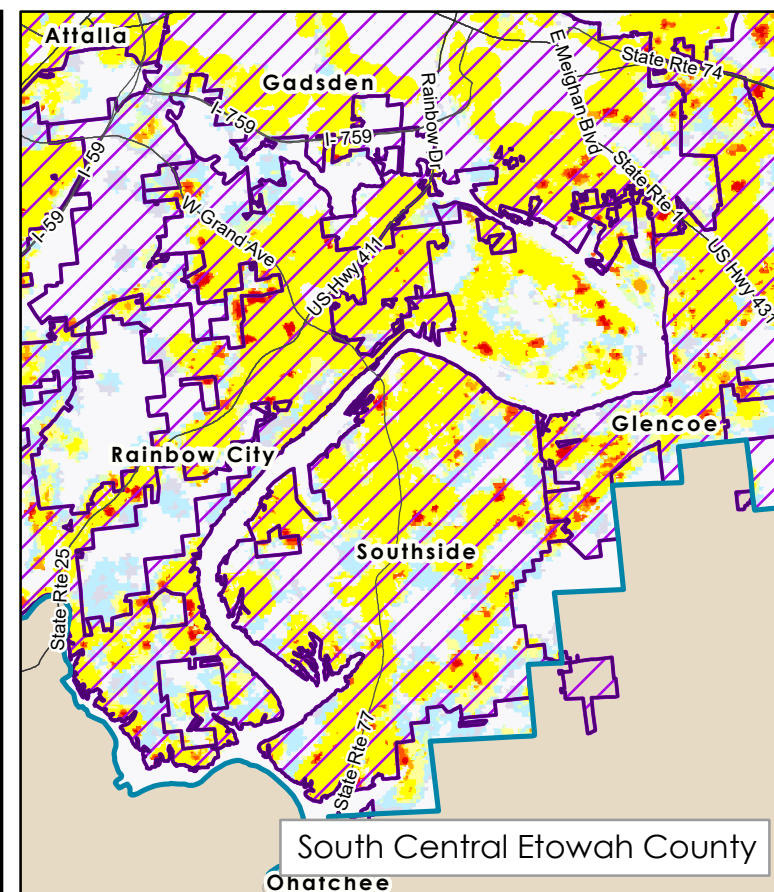 Attalla
Gadsden
E Meighan Blvd
State Rte 74
Rainbow Dr
I- 759
I- 759
I- 59
I- 59
State Rte 1
W Grand Ave
US Hwy 411
US Hwy 431
Glencoe
Rainbow City
Southside
State Rte 25
State Rte 77
South Central Etowah County
Ohatchee